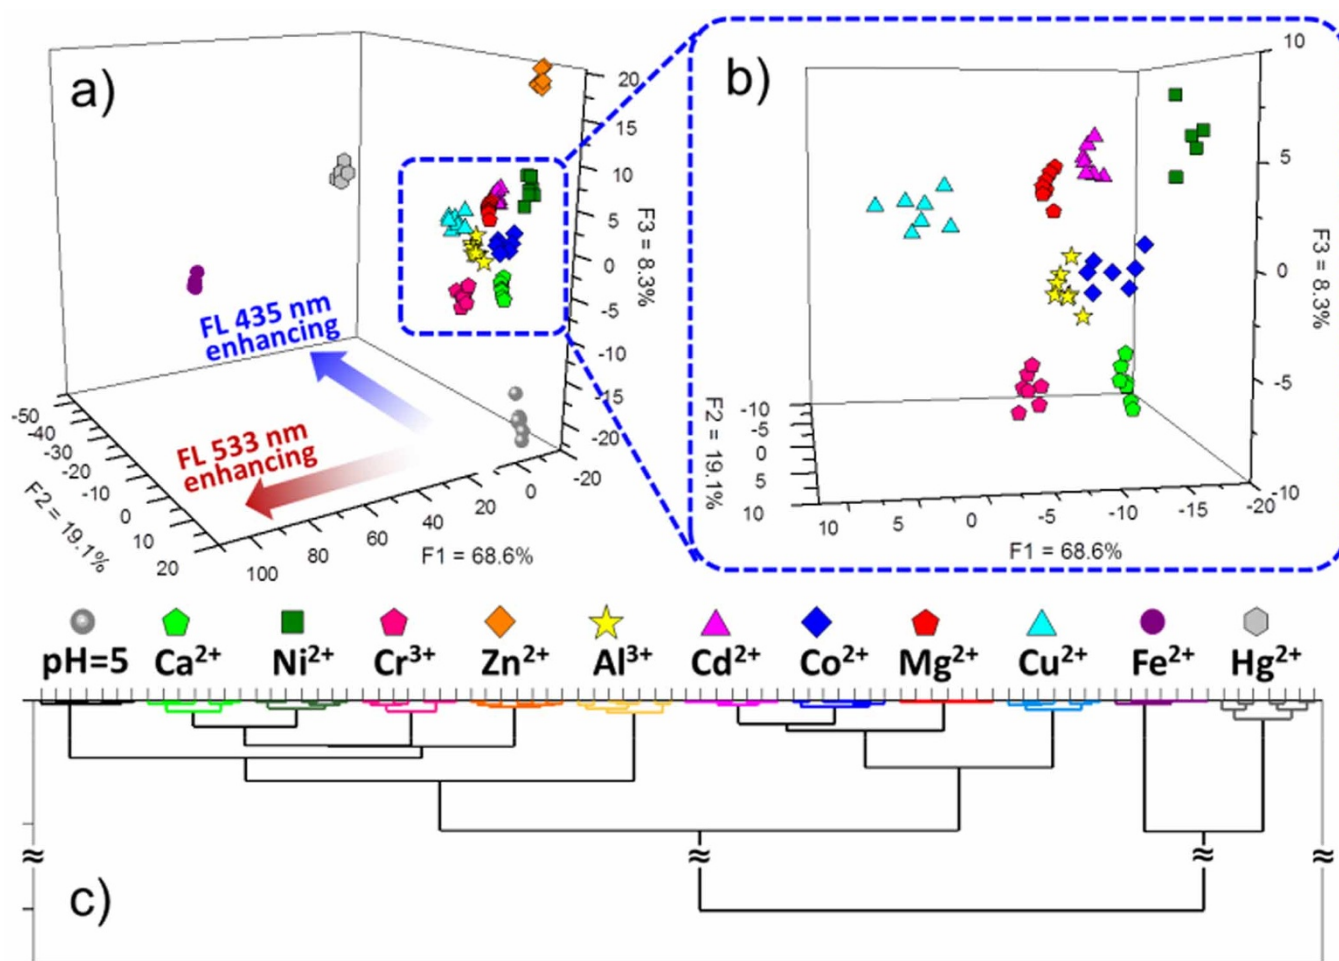 a)
20
15
10
5
0
-5
-10
-15
-20
F3 = 8.3%
FL 435 nm
enhancing
FL 533 nm
enhancing
-50
-40
-30
-20
-10
0
10
20
F2 = 19.1%
100
80
60
40
20
0
-20
F1 = 68.6%
b)
10
5
0
-5
-10
F3 = 8.3%
-10
-5
0
5
10
F2 = 19.1%
10
5
0
-5
-10
-15
-20
F1 = 68.6%
pH=5 Ca²⁺ Ni²⁺ Cr³⁺ Zn²⁺ Al³⁺ Cd²⁺ Co²⁺ Mg²⁺ Cu²⁺ Fe²⁺ Hg²⁺
≈ ≈ ≈ ≈
c)